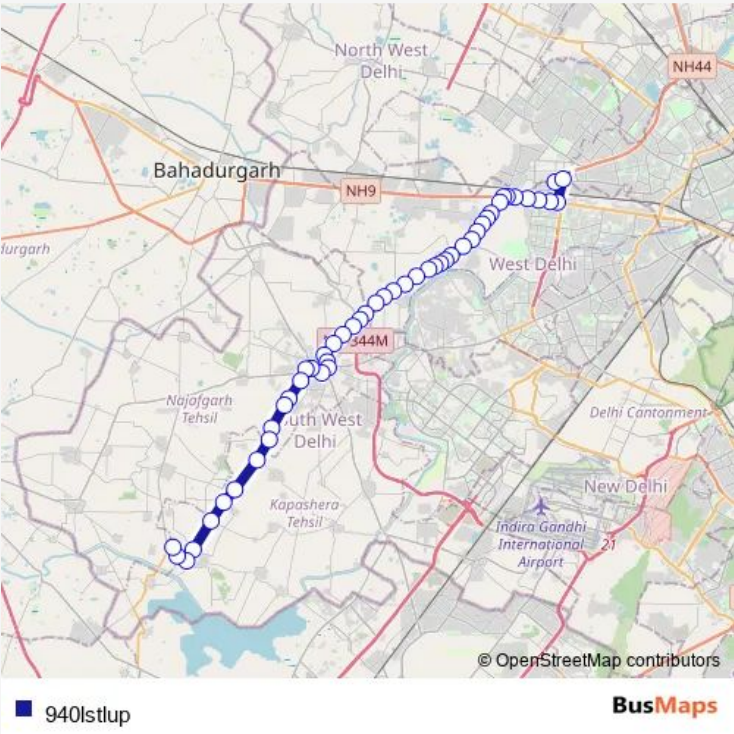 North West
Delhi
NH44
Bahadurgarh
NH9
durgarh
West Delhi
344M
Najafgarh
Tehsil
South West
Delhi
Delhi Cantonment
New Delhi
Kapashera
Tehsil
Indira Gandhi
International
Airport
21
© OpenStreetMap contributors
940lstlup
BusMaps